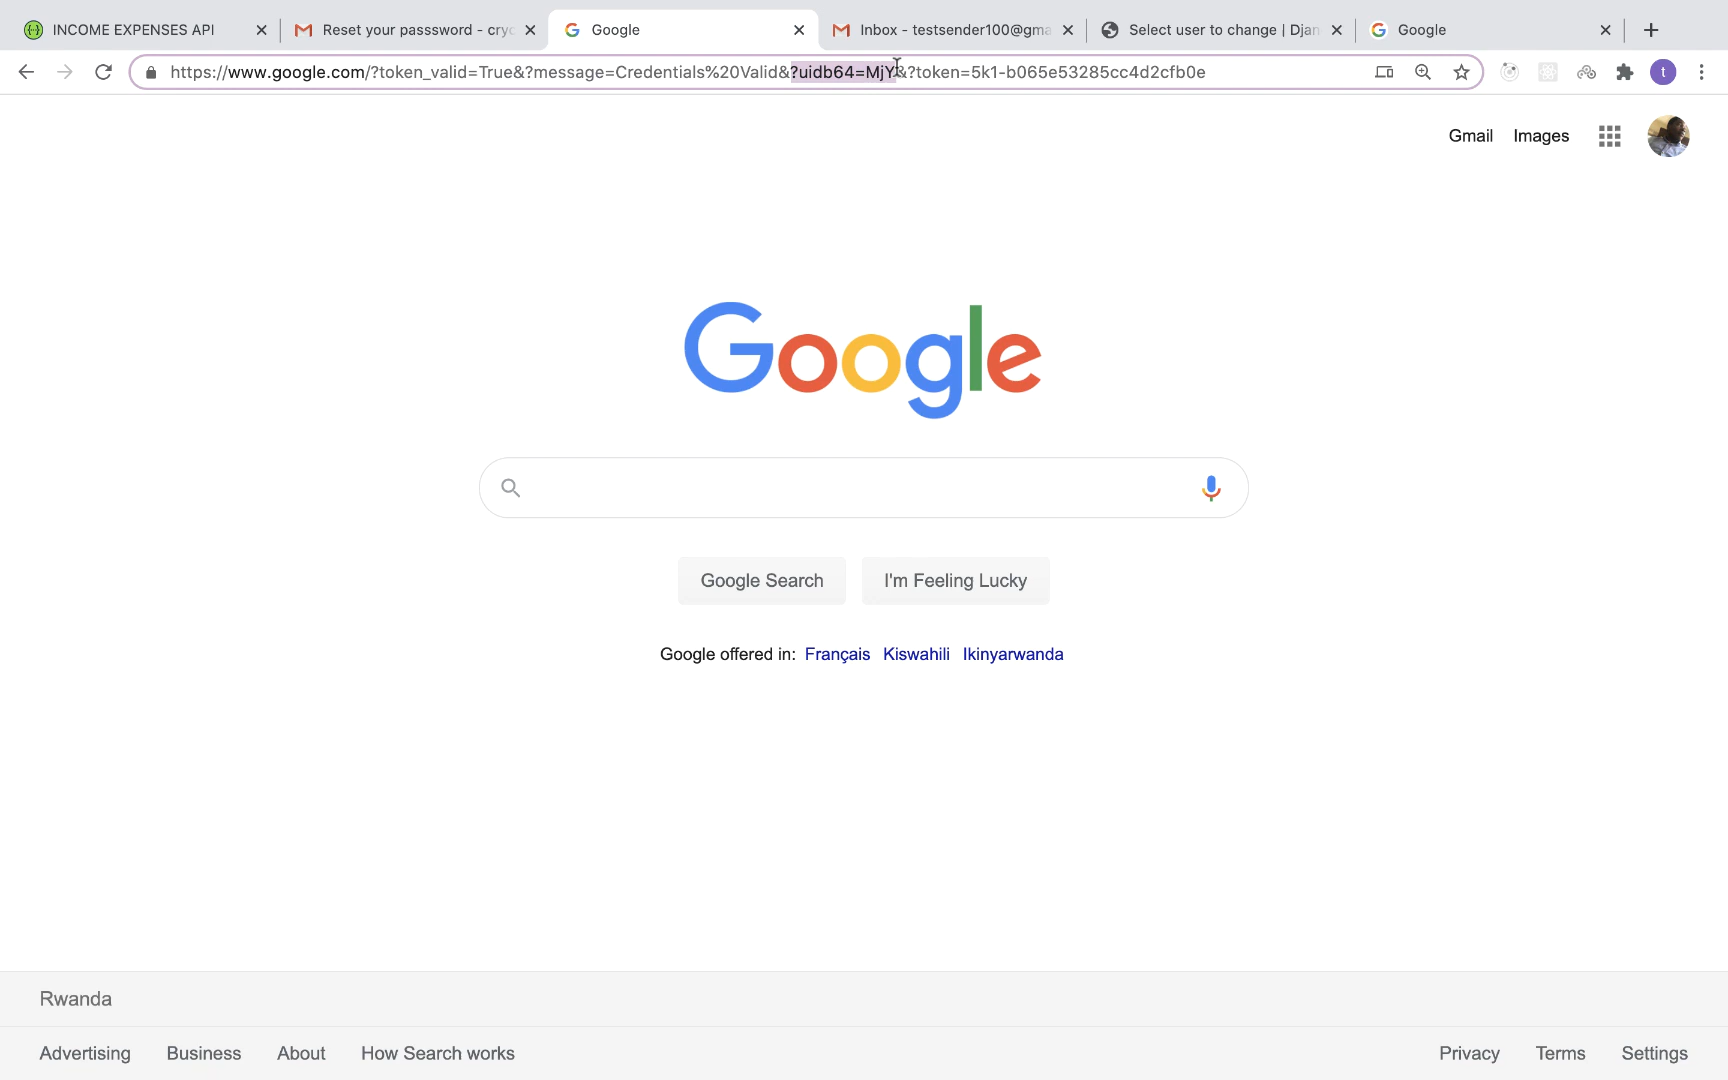 INCOME EXPENSES API
Reset your passsword - cryc
Google
Inbox - testsender100@gma
Select user to change | Djan
Google
https://www.google.com/?token_valid=True&?message=Credentials%20Valid&?uidb64=MjY&?token=5k1-b065e53285cc4d2cfb0e
t
Gmail Images
Google
Google Search I'm Feeling Lucky
Google offered in: Français Kiswahili Ikinyarwanda
Rwanda
Advertising Business About How Search works Privacy Terms Settings